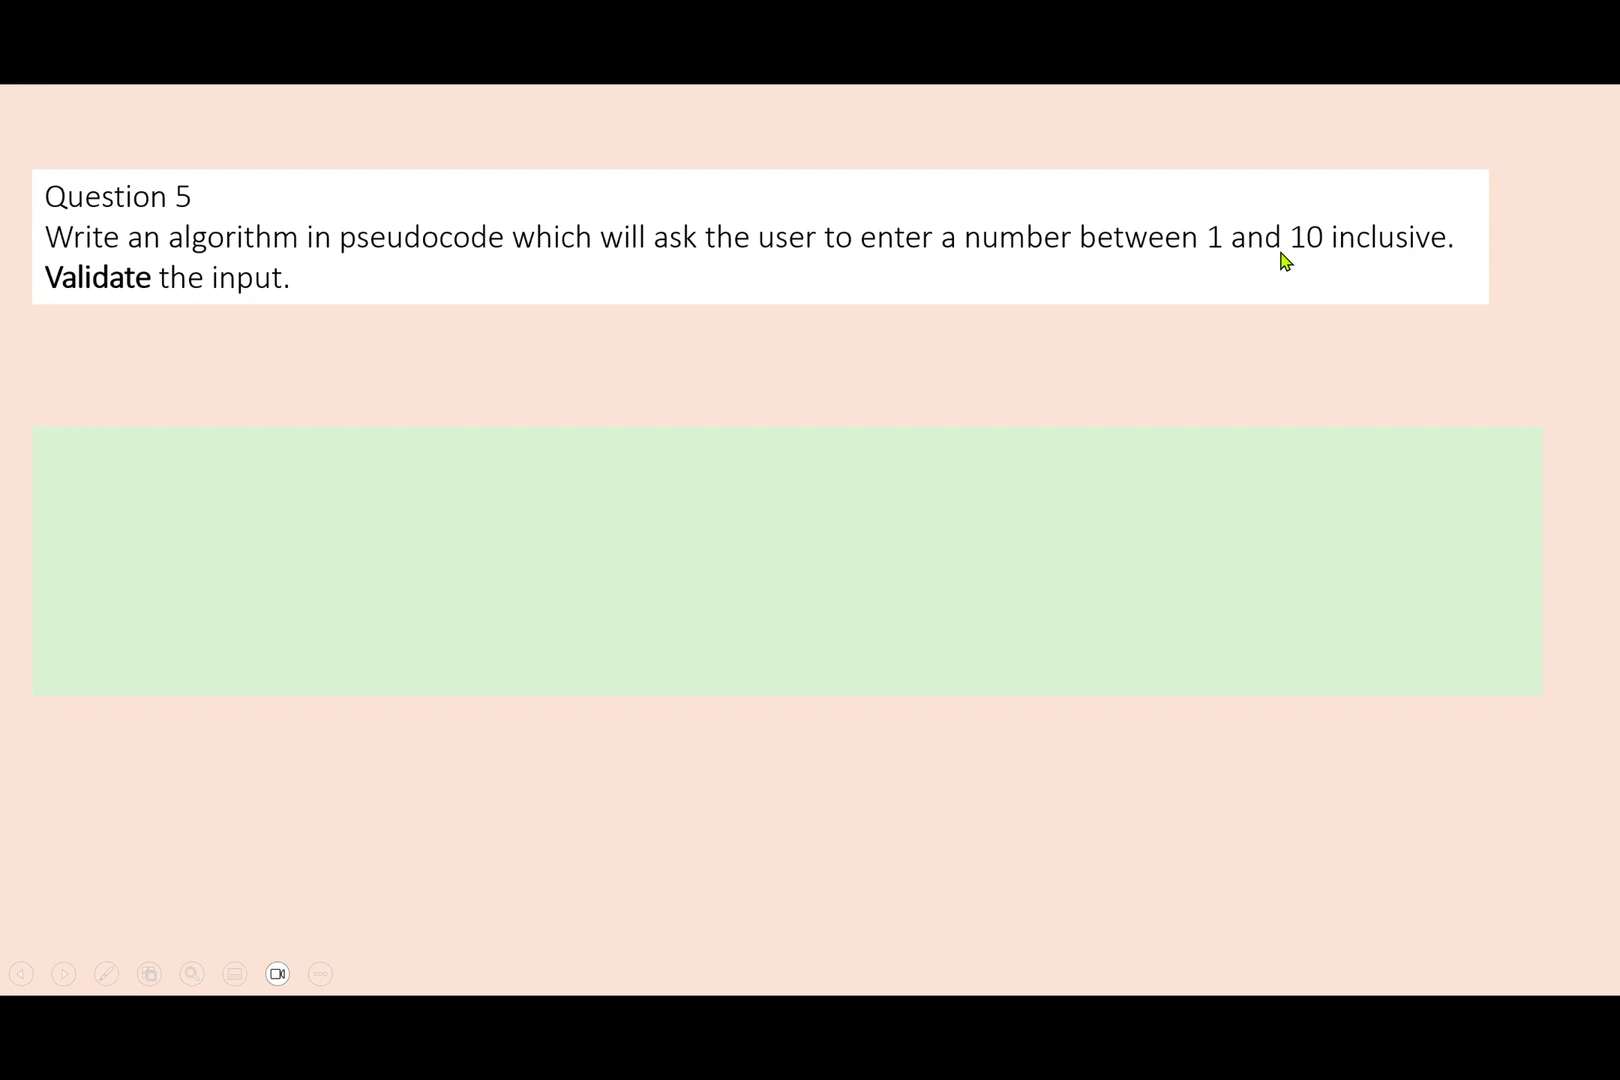 Question 5
Write an algorithm in pseudocode which will ask the user to enter a number between 1 and 10 inclusive.
Validate the input.